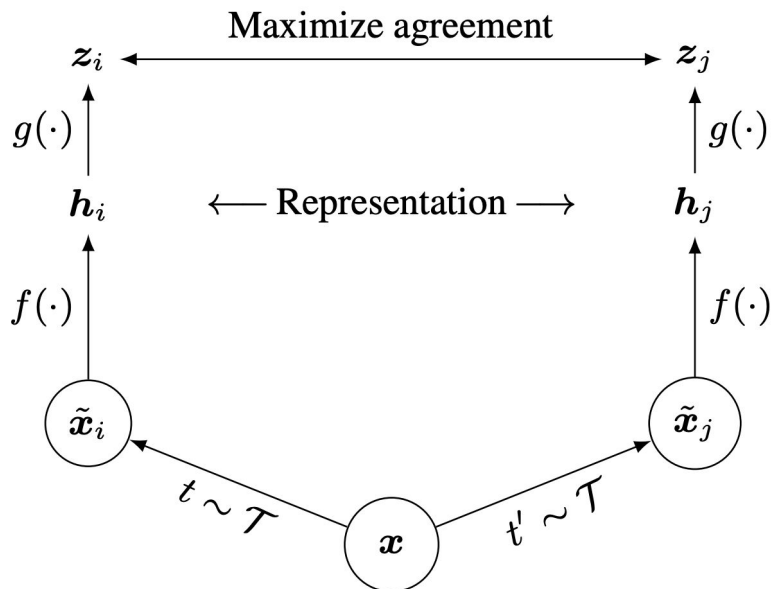 Maximize agreement
z_i z_j
g(·) g(·)
h_i ← Representation → h_j
f(·) f(·)
x̃_i x̃_j
t ∼ 𝒯 t′ ∼ 𝒯
x